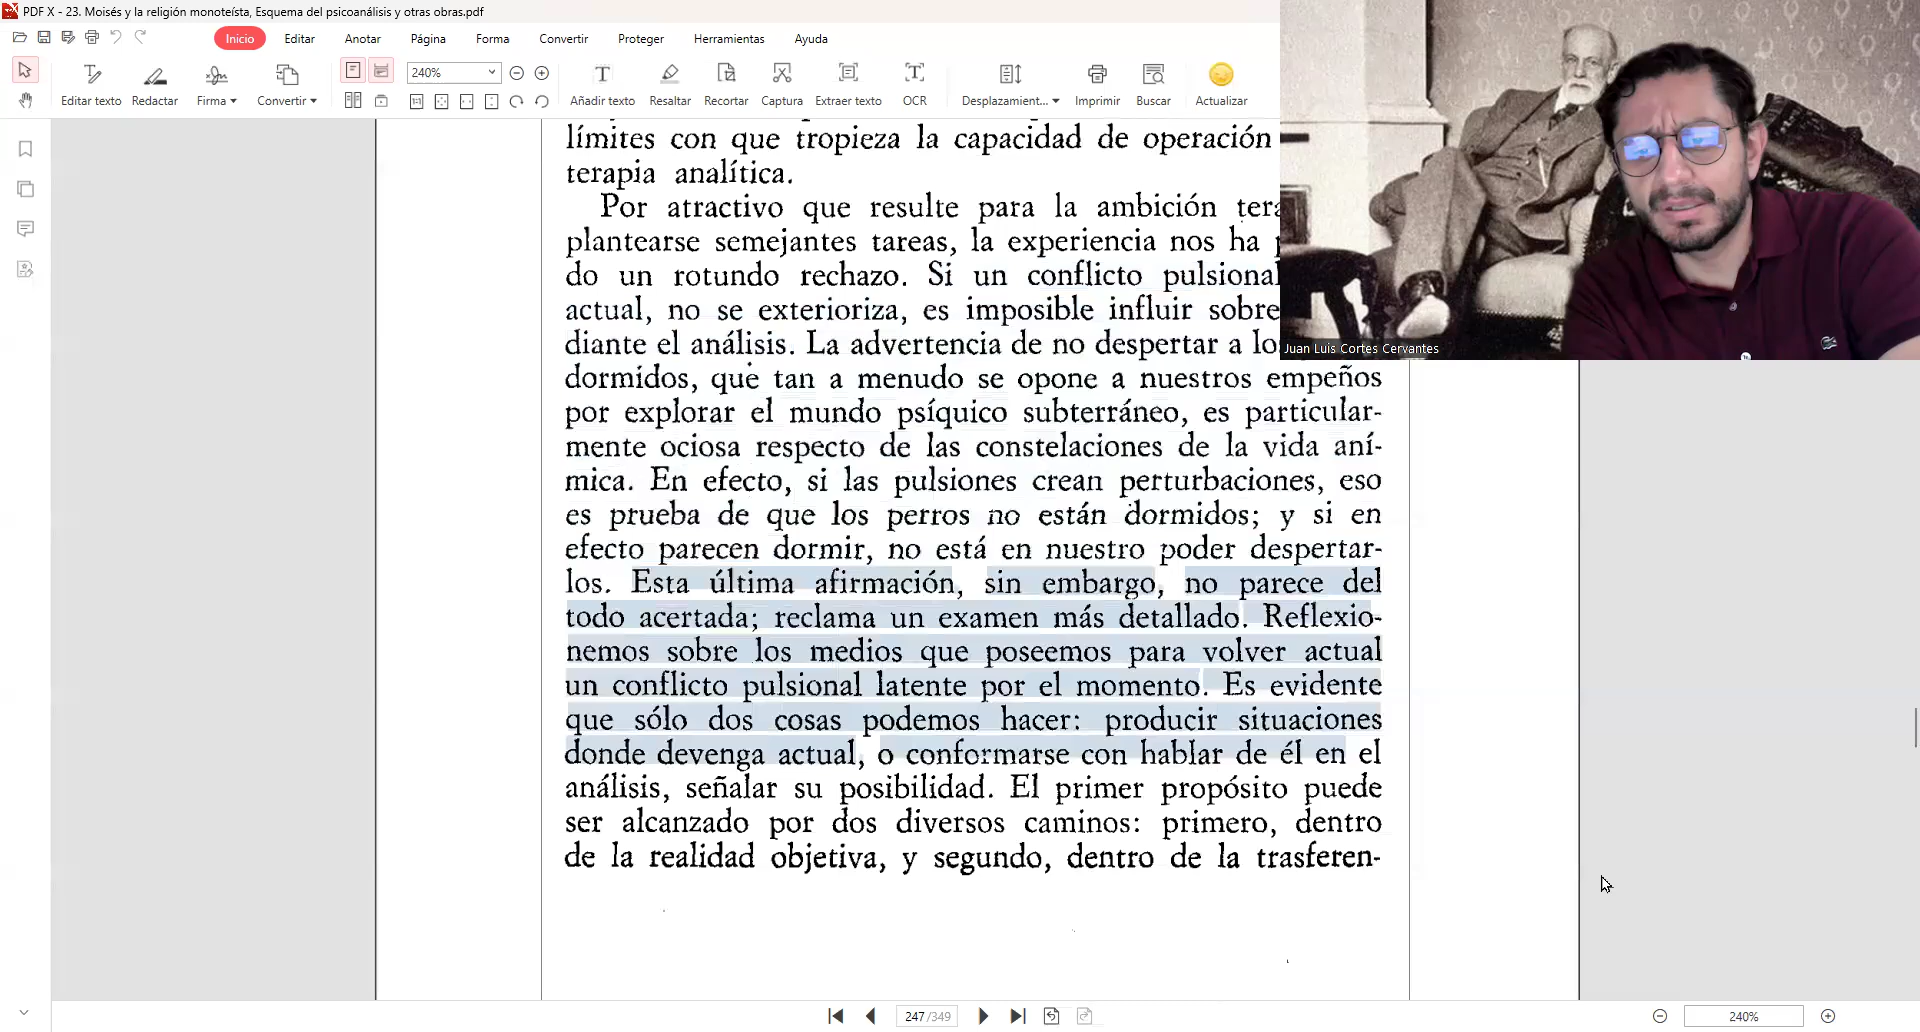 PDF X - 23. Moisés y la religión monoteísta, Esquema del psicoanálisis y otras obras.pdf
Inicio Editar Anotar Página Forma Convertir Proteger Herramientas Ayuda
240%
Editar texto Redactar Firma Convertir Añadir texto Resaltar Recortar Captura Extraer texto OCR Desplazamient... Imprimir Buscar Actualizar
límites con que tropieza la capacidad de operación
terapia analítica.
Por atractivo que resulte para la ambición tera
plantearse semejantes tareas, la experiencia nos ha
do un rotundo rechazo. Si un conflicto pulsional
actual, no se exterioriza, es imposible influir sobre
diante el análisis. La advertencia de no despertar a lo
dormidos, que tan a menudo se opone a nuestros empeños
por explorar el mundo psíquico subterráneo, es particular-
mente ociosa respecto de las constelaciones de la vida aní-
mica. En efecto, si las pulsiones crean perturbaciones, eso
es prueba de que los perros no están dormidos; y si en
efecto parecen dormir, no está en nuestro poder despertar-
los. Esta última afirmación, sin embargo, no parece del
todo acertada; reclama un examen más detallado. Reflexio-
nemos sobre los medios que poseemos para volver actual
un conflicto pulsional latente por el momento. Es evidente
que sólo dos cosas podemos hacer: producir situaciones
donde devenga actual, o conformarse con hablar de él en el
análisis, señalar su posibilidad. El primer propósito puede
ser alcanzado por dos diversos caminos: primero, dentro
de la realidad objetiva, y segundo, dentro de la trasferen-
Juan Luis Cortes Cervantes
247 /349
240%